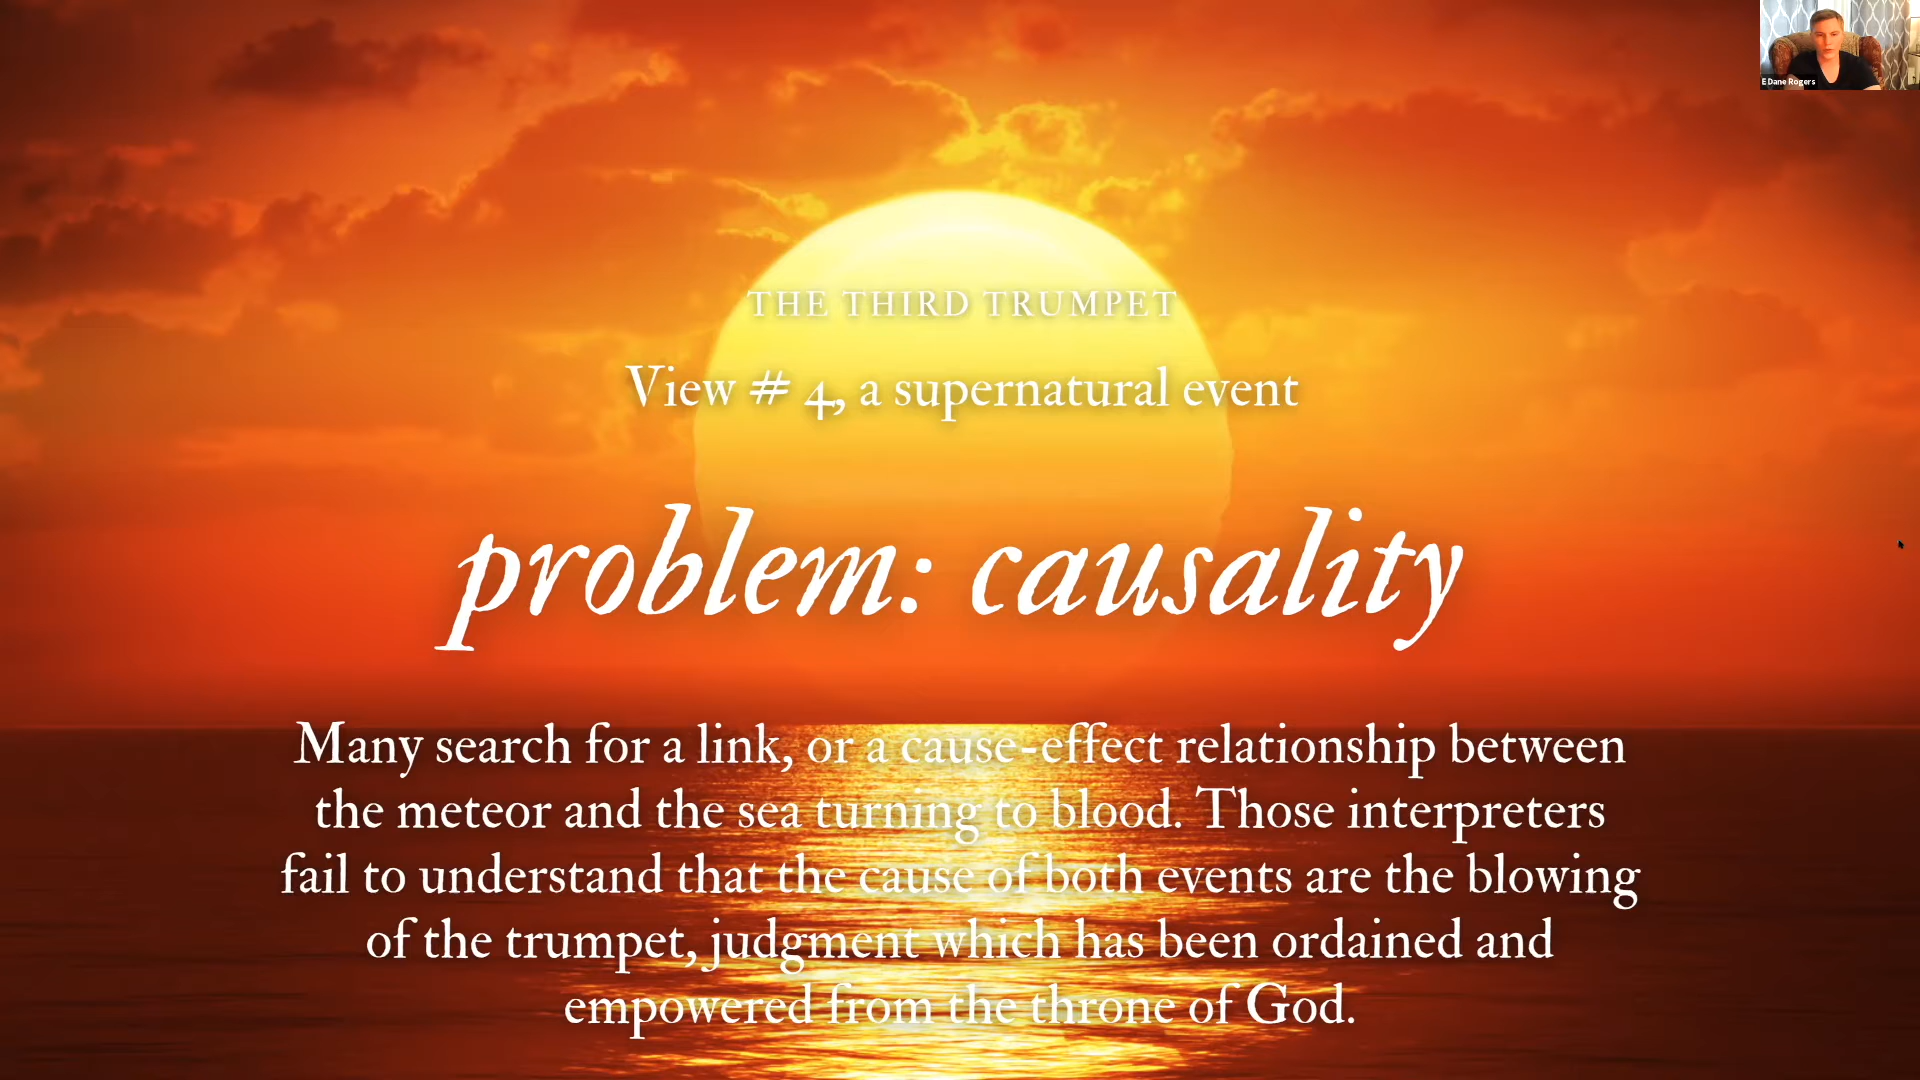 E Dane Rogers
THE THIRD TRUMPET
View # 4, a supernatural event
problem: causality
Many search for a link, or a cause-effect relationship between
the meteor and the sea turning to blood. Those interpreters
fail to understand that the cause of both events are the blowing
of the trumpet, judgment which has been ordained and
empowered from the throne of God.